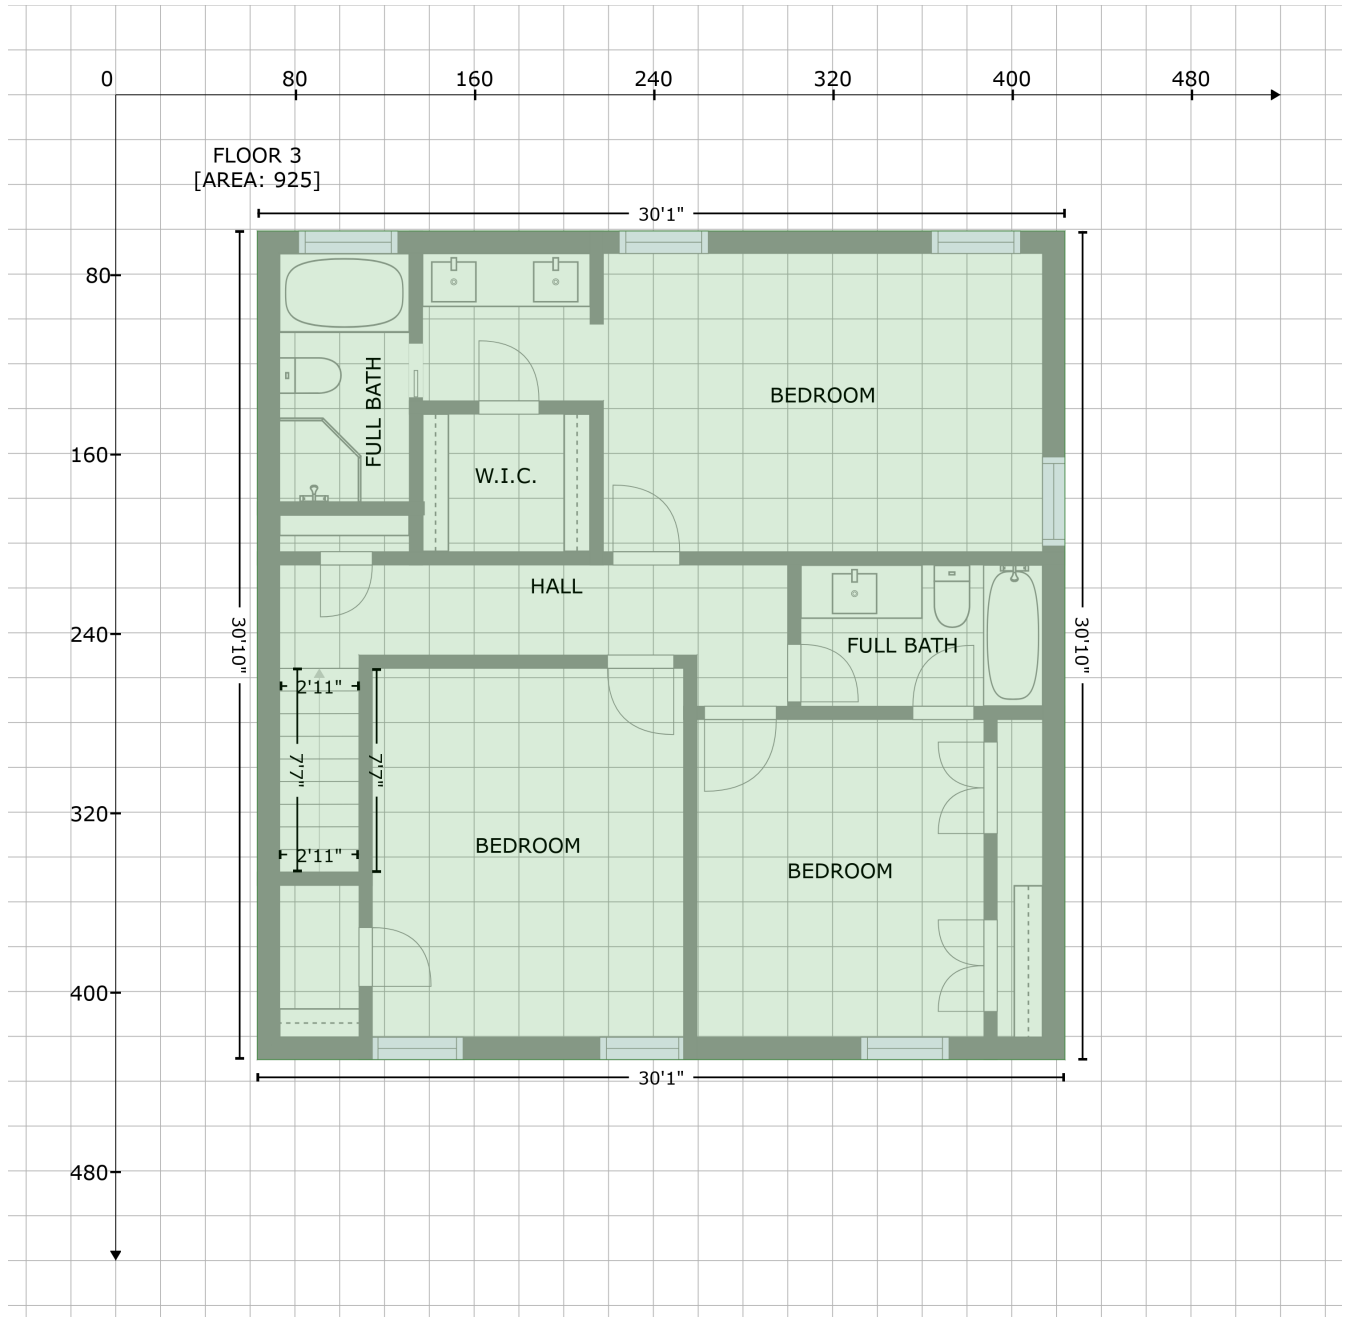 0 80 160 240 320 400 480
FLOOR 3
[AREA: 925]
30'1"
80
BEDROOM
FULL BATH
160
W.I.C.
HALL
240
30'10"
30'10"
FULL BATH
2'11"
7'7"
7'7"
320
BEDROOM
2'11"
BEDROOM
400
30'1"
480